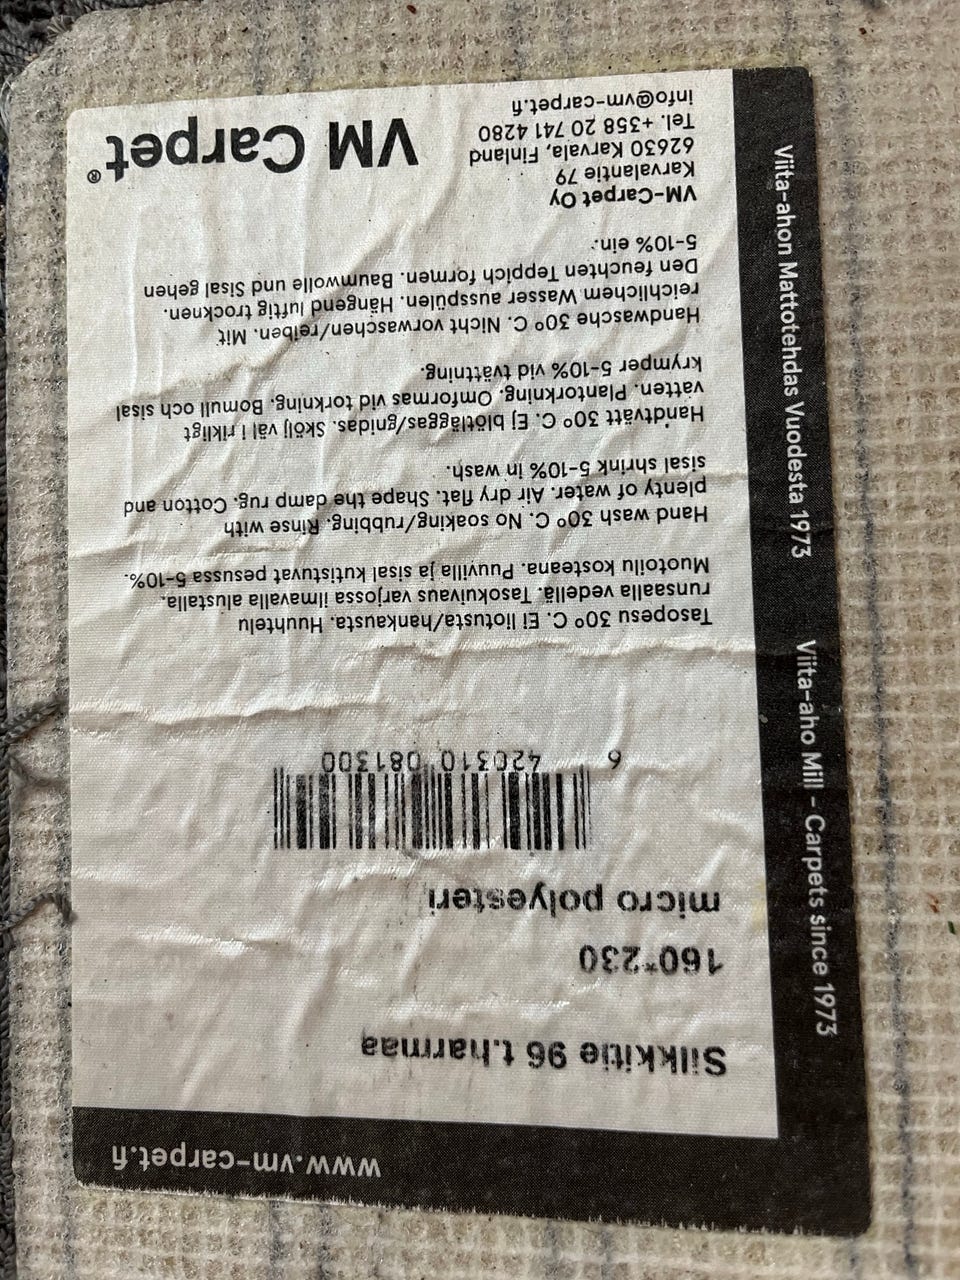 www.vm-carpet.fi
Silkkitie 96 t.harmaa
160*230
micro polyesteri
6 420310 081300
Tasopesu 30º C. Ei liotusta/hankausta. Huuhtelu
runsaalla vedellä. Tasokuivaus varjossa ilmavalla alustalla.
Muotoilu kosteana. Puuvilla ja sisal kutistuvat pesussa 5-10%.
Hand wash 30º C. No soaking/rubbing. Rinse with
plenty of water. Air dry flat. Shape the damp rug. Cotton and
sisal shrink 5-10% in wash.
Handtvätt 30º C. Ej blötläggas/gnidas. Skölj väl i rikligt
vatten. Plantorkning. Omformas vid torkning. Bomull och sisal
krymper 5-10% vid tvättning.
Handwasche 30º C. Nicht vorwaschen/reiben. Mit
reichlichem Wasser ausspülen. Hängend luftig trocknen.
Den feuchten Teppich formen. Baumwolle und Sisal gehen
5-10% ein.
VM-Carpet Oy
Karvalantie 79
62630 Karvala, Finland
Tel. +358 20 741 4280
info@vm-carpet.fi
VM Carpet®
Viita-ahon Mattotehdas Vuodesta 1973
Viita-aho Mill - Carpets since 1973